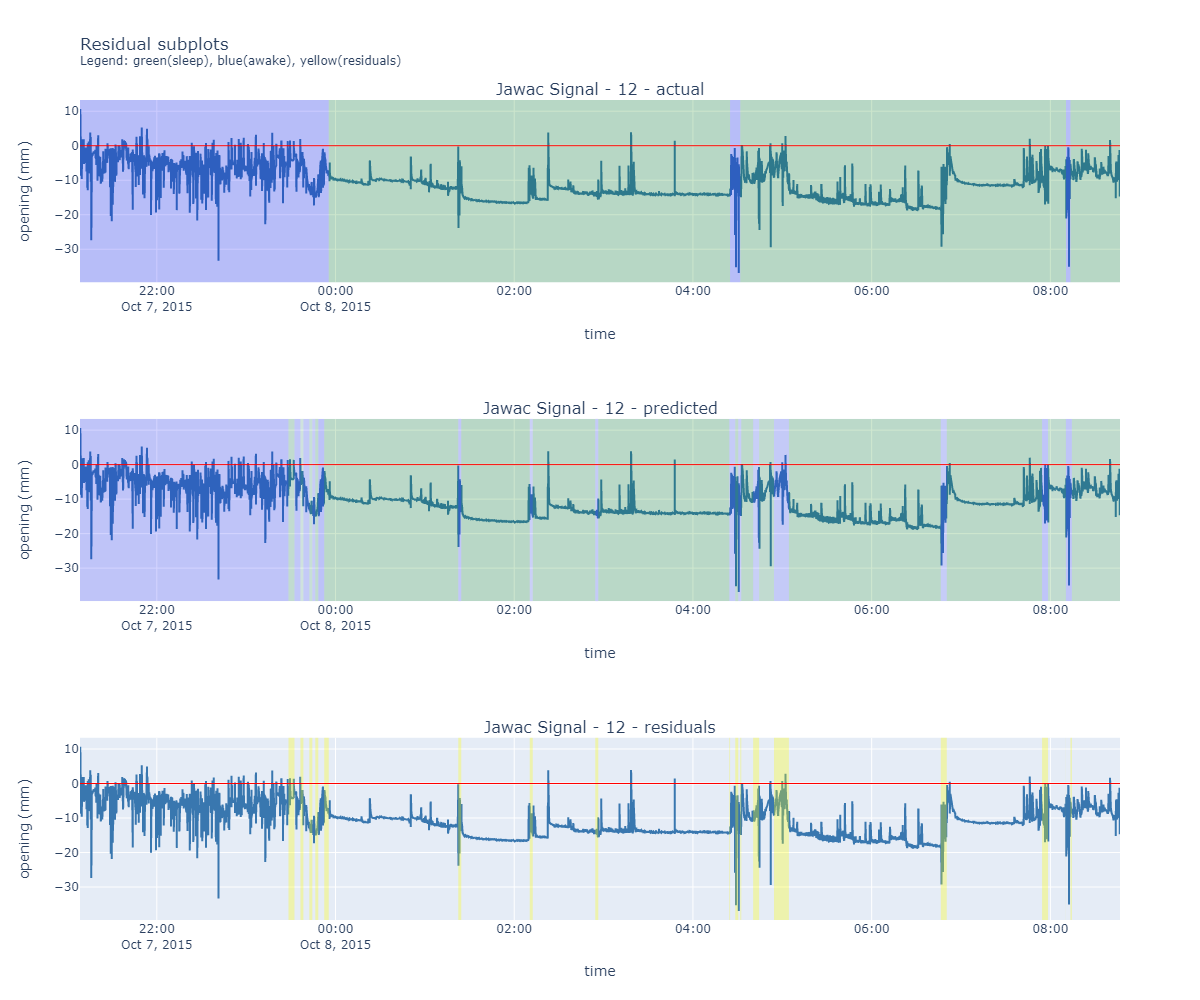 Residual subplots
Legend: green(sleep), blue(awake), yellow(residuals)
Jawac Signal - 12 - actual
10
0
−10
−20
−30
opening (mm)
22:00 00:00 02:00 04:00 06:00 08:00
Oct 7, 2015 Oct 8, 2015
time
Jawac Signal - 12 - predicted
10
0
−10
−20
−30
opening (mm)
22:00 00:00 02:00 04:00 06:00 08:00
Oct 7, 2015 Oct 8, 2015
time
Jawac Signal - 12 - residuals
10
0
−10
−20
−30
opening (mm)
22:00 00:00 02:00 04:00 06:00 08:00
Oct 7, 2015 Oct 8, 2015
time